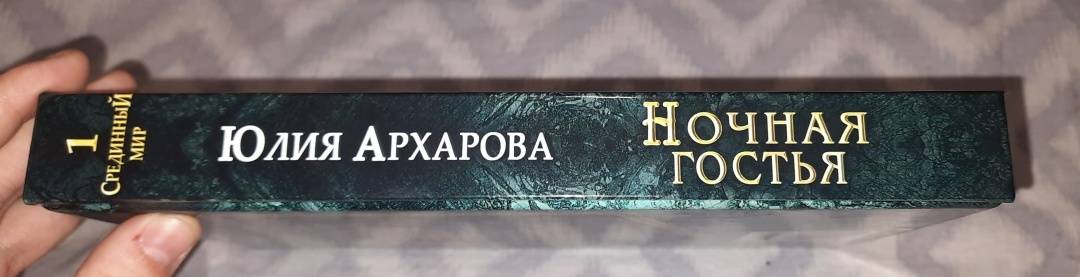 1
Срединный
мир
Юлия Архарова
Ночная
гостья